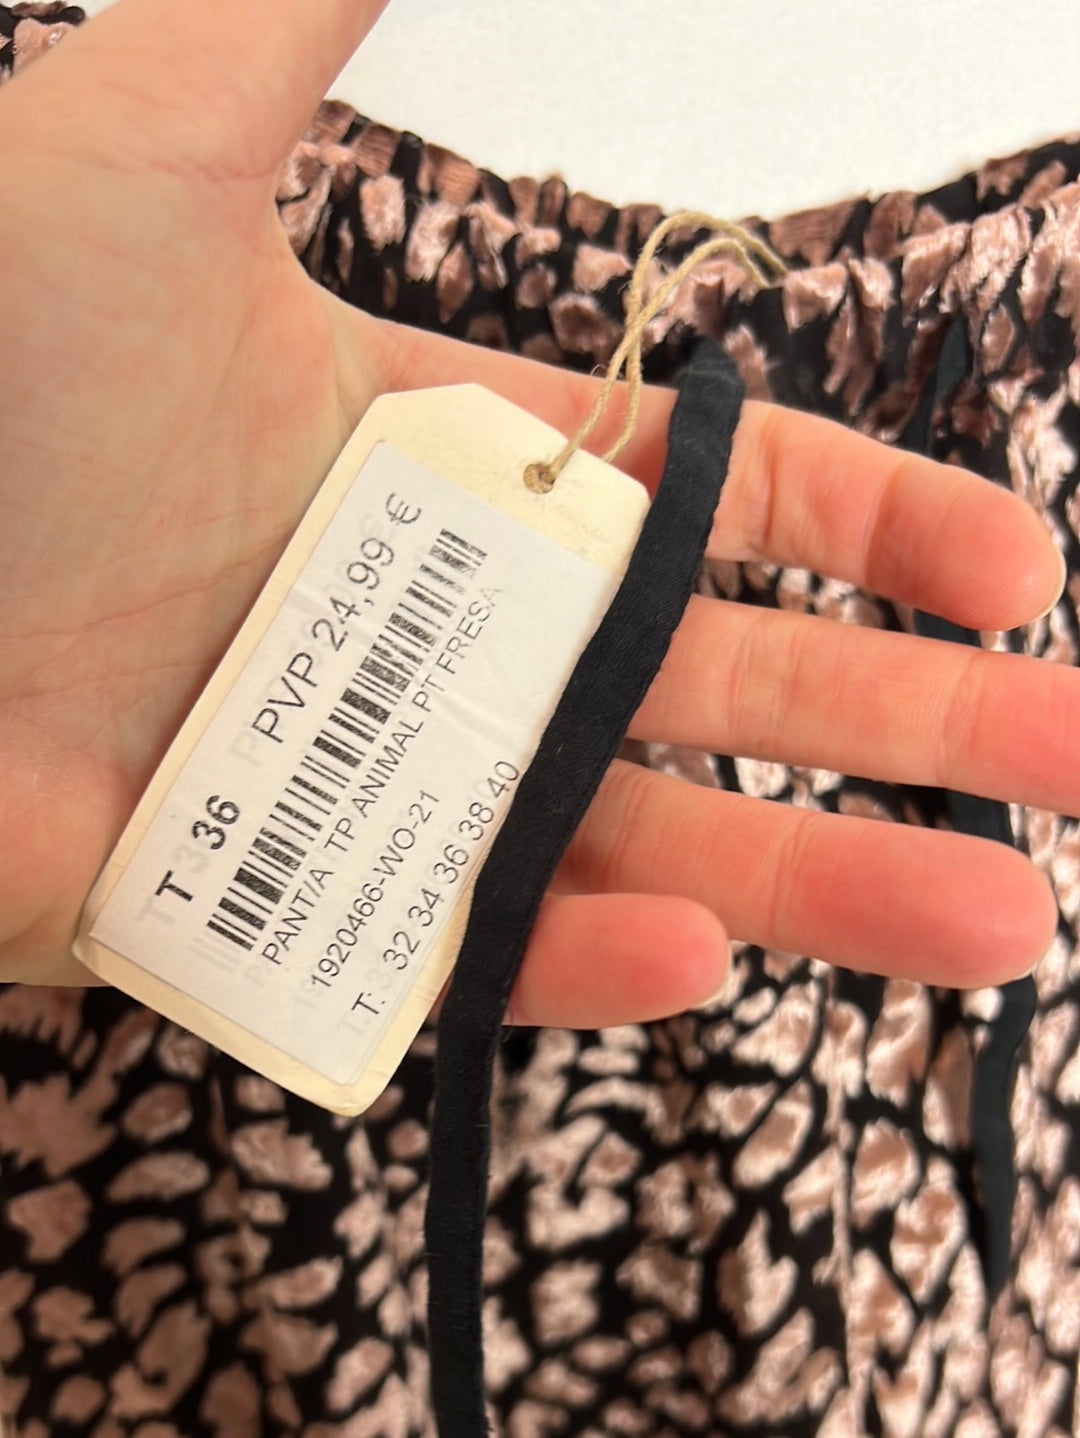 T 36 PVP 24,99 €
PANT/A TP ANIMAL PT FRESA
1920466-WO-21
T: 32 34 36 38 40